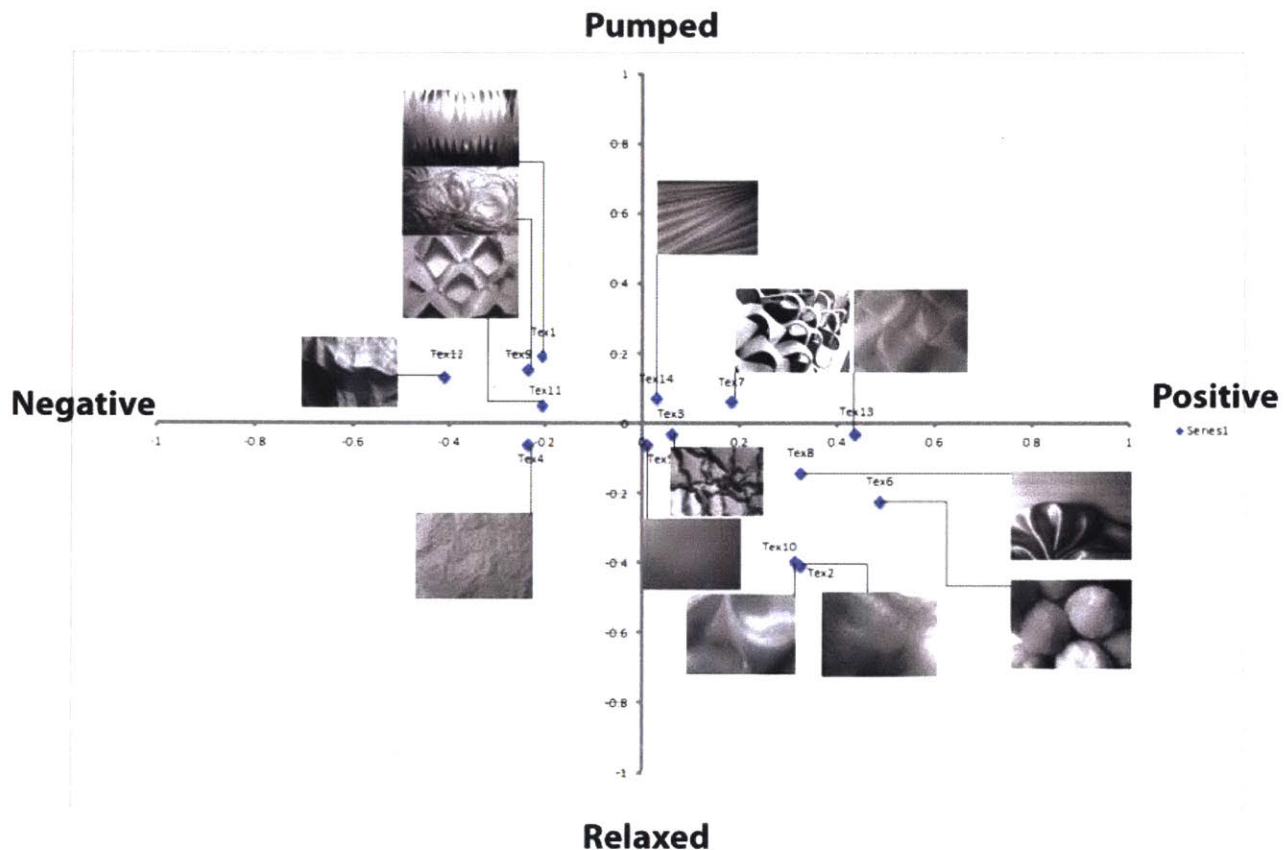 Pumped
1
0.8
0.6
0.4
Tex1
0.2
Tex12
Tex9
Tex14
Tex7
Tex11
Tex3
Tex13
Negative
Positive
0
Series1
-1
-0.8
-0.6
-0.4
-0.2
0
0.2
0.4
0.6
0.8
1
Tex4
Tex8
-0.2
Tex6
Tex10
-0.4
Tex2
-0.6
-0.8
-1
Relaxed